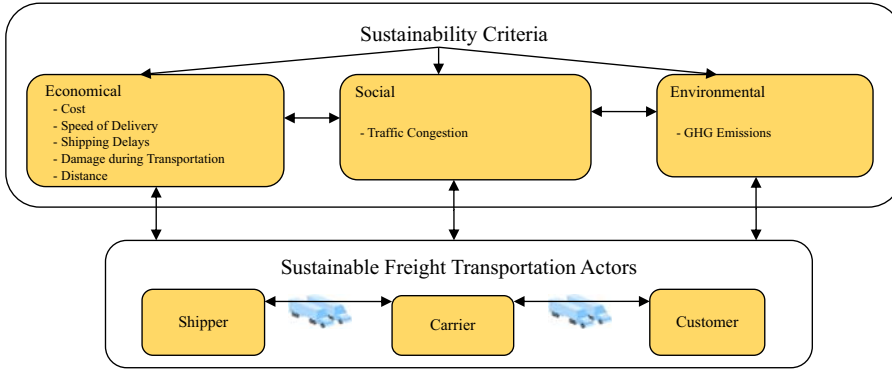 Sustainability Criteria
Economical
- Cost
- Speed of Delivery
- Shipping Delays
- Damage during Transportation
- Distance
Social
- Traffic Congestion
Environmental
- GHG Emissions
Sustainable Freight Transportation Actors
Shipper
Carrier
Customer